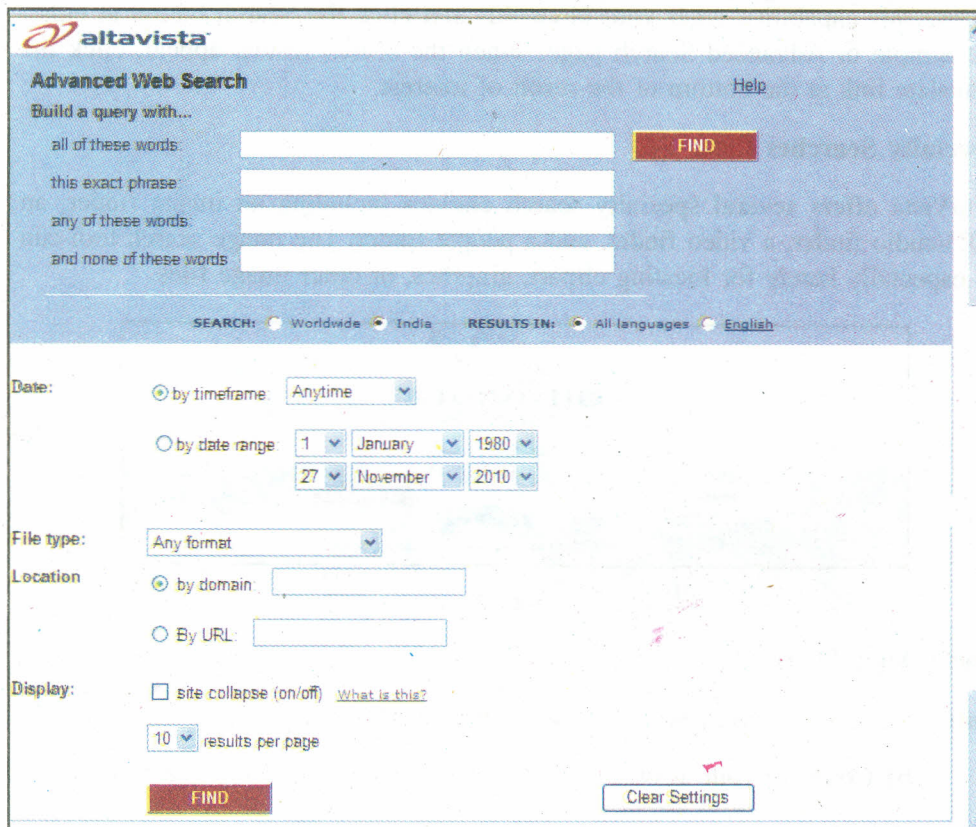 altavista
Advanced Web Search Help
Build a query with...
all of these words: FIND
this exact phrase
any of these words:
and none of these words
SEARCH: Worldwide India RESULTS IN: All languages English
Date: by timeframe: Anytime
by date range: 1 January 1980
27 November 2010
File type: Any format
Location by domain:
By URL:
Display: site collapse (on/off) What is this?
10 results per page
FIND Clear Settings